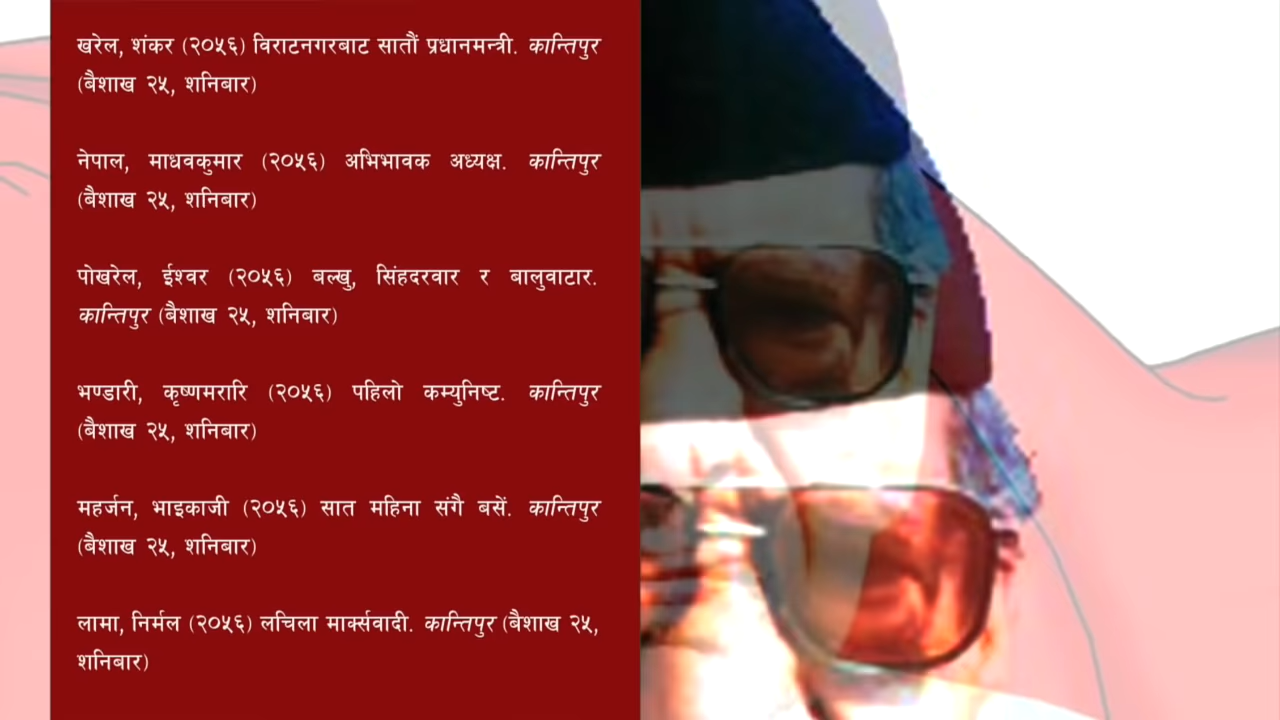 खरेल, शंकर (२०५६) विराटनगरबाट सातौं प्रधानमन्त्री. कान्तिपुर
(बैशाख २५, शनिबार)
नेपाल, माधवकुमार (२०५६) अभिभावक अध्यक्ष. कान्तिपुर
(बैशाख २५, शनिबार)
पोखरेल, ईश्वर (२०५६) बल्खु, सिंहदरवार र बालुवाटार.
कान्तिपुर (बैशाख २५, शनिबार)
भण्डारी, कृष्णमरारि (२०५६) पहिलो कम्युनिष्ट. कान्तिपुर
(बैशाख २५, शनिबार)
महर्जन, भाइकाजी (२०५६) सात महिना संगै बसें. कान्तिपुर
(बैशाख २५, शनिबार)
लामा, निर्मल (२०५६) लचिला मार्क्सवादी. कान्तिपुर (बैशाख २५,
शनिबार)